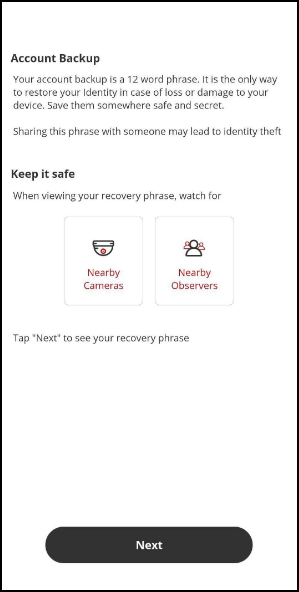 Account Backup
Your account backup is a 12 word phrase. It is the only way
to restore your Identity in case of loss or damage to your
device. Save them somewhere safe and secret.
Sharing this phrase with someone may lead to identity theft
Keep it safe
When viewing your recovery phrase, watch for
Nearby
Cameras
Nearby
Observers
Tap "Next" to see your recovery phrase
Next